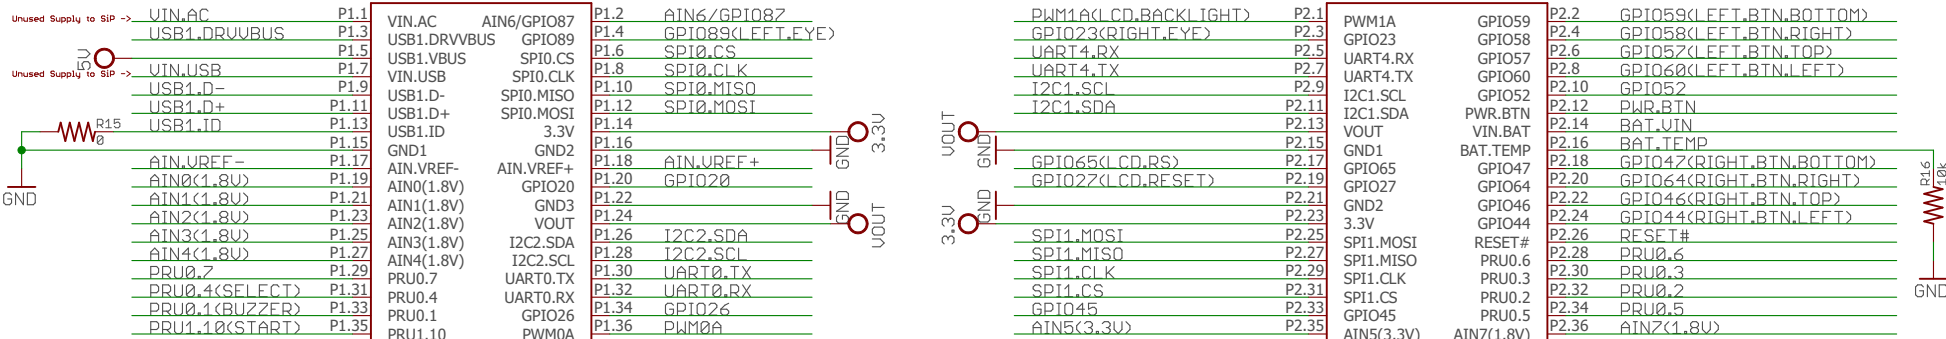 Unused Supply to SiP -> VIN.AC P1.1 VIN.AC AIN6/GPIO87 P1.2 AIN6/GPIO87 PWM1A(LCD.BACKLIGHT) P2.1 PWM1A GPIO59 P2.2 GPIO59(LEFT.BTN.BOTTOM)
USB1.DRVVBUS P1.3 USB1.DRVVBUS GPIO89 P1.4 GPIO89(LEFT.EYE) GPIO23(RIGHT.EYE) P2.3 GPIO23 GPIO58 P2.4 GPIO58(LEFT.BTN.RIGHT)
5V P1.5 USB1.VBUS SPI0.CS P1.6 SPI0.CS UART4.RX P2.5 UART4.RX GPIO57 P2.6 GPIO57(LEFT.BTN.TOP)
Unused Supply to SiP -> VIN.USB P1.7 VIN.USB SPI0.CLK P1.8 SPI0.CLK UART4.TX P2.7 UART4.TX GPIO60 P2.8 GPIO60(LEFT.BTN.LEFT)
USB1.D- P1.9 USB1.D- SPI0.MISO P1.10 SPI0.MISO I2C1.SCL P2.9 I2C1.SCL GPIO52 P2.10 GPIO52
USB1.D+ P1.11 USB1.D+ SPI0.MOSI P1.12 SPI0.MOSI I2C1.SDA P2.11 I2C1.SDA PWR.BTN P2.12 PWR.BTN
R15 0 USB1.ID P1.13 USB1.ID 3.3V P1.14 3.3V VOUT P2.13 VOUT VIN.BAT P2.14 BAT.VIN
P1.15 GND1 GND2 P1.16 GND GND P2.15 GND1 BAT.TEMP P2.16 BAT.TEMP
AIN.VREF- P1.17 AIN.VREF- AIN.VREF+ P1.18 AIN.VREF+ GPIO65(LCD.RS) P2.17 GPIO65 GPIO47 P2.18 GPIO47(RIGHT.BTN.BOTTOM)
GND AIN0(1.8V) P1.19 AIN0(1.8V) GPIO20 P1.20 GPIO20 GPIO27(LCD.RESET) P2.19 GPIO27 GPIO64 P2.20 GPIO64(RIGHT.BTN.RIGHT) R16 10k
AIN1(1.8V) P1.21 AIN1(1.8V) GND3 P1.22 GND GND P2.21 GND2 GPIO46 P2.22 GPIO46(RIGHT.BTN.TOP)
AIN2(1.8V) P1.23 AIN2(1.8V) VOUT P1.24 VOUT 3.3V P2.23 3.3V GPIO44 P2.24 GPIO44(RIGHT.BTN.LEFT)
AIN3(1.8V) P1.25 AIN3(1.8V) I2C2.SDA P1.26 I2C2.SDA SPI1.MOSI P2.25 SPI1.MOSI RESET# P2.26 RESET#
AIN4(1.8V) P1.27 AIN4(1.8V) I2C2.SCL P1.28 I2C2.SCL SPI1.MISO P2.27 SPI1.MISO PRU0.6 P2.28 PRU0.6
PRU0.7 P1.29 PRU0.7 UART0.TX P1.30 UART0.TX SPI1.CLK P2.29 SPI1.CLK PRU0.3 P2.30 PRU0.3
PRU0.4(SELECT) P1.31 PRU0.4 UART0.RX P1.32 UART0.RX SPI1.CS P2.31 SPI1.CS PRU0.2 P2.32 PRU0.2 GND
PRU0.1(BUZZER) P1.33 PRU0.1 GPIO26 P1.34 GPIO26 GPIO45 P2.33 GPIO45 PRU0.5 P2.34 PRU0.5
PRU1.10(START) P1.35 PRU1.10 PWM0A P1.36 PWM0A AIN5(3.3V) P2.35 AIN5(3.3V) AIN7(1.8V) P2.36 AIN7(1.8V)